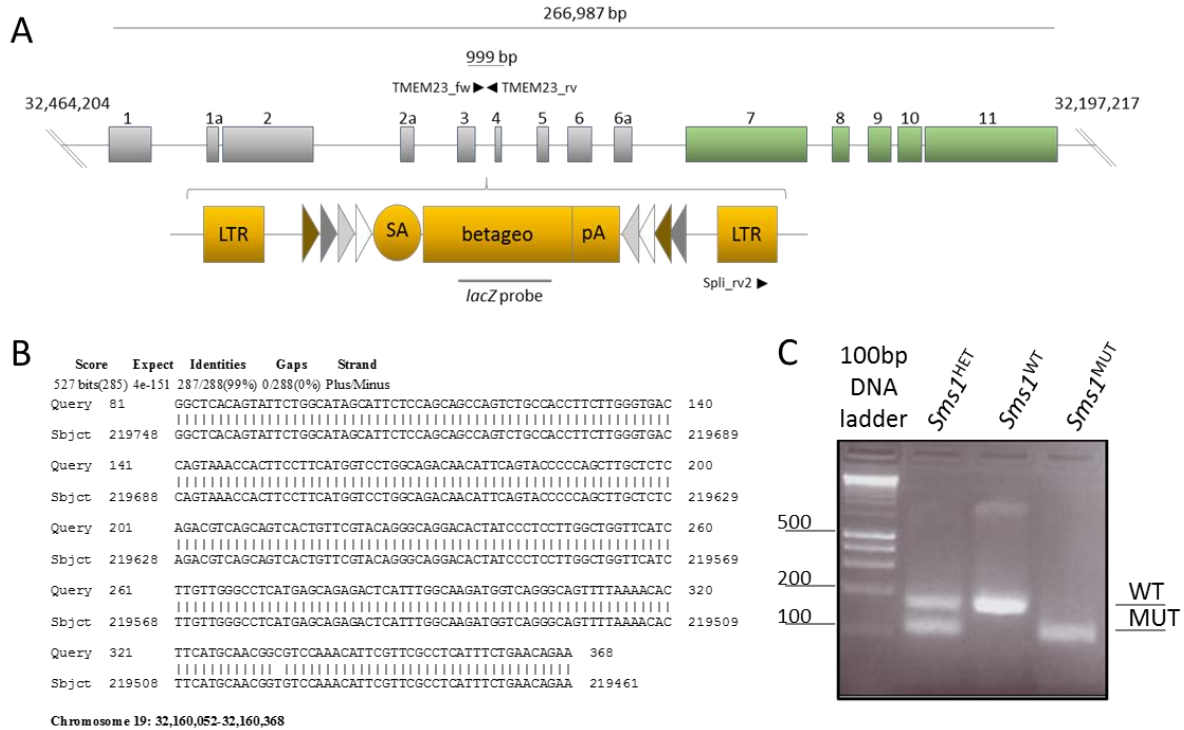 A
266,987 bp
999 bp
TMEM23_fw TMEM23_rv
32,464,204
32,197,217
1 1a 2 2a 3 4 5 6 6a 7 8 9 10 11
LTR SA betageo pA LTR
lacZ probe
Spli_rv2
B
Score Expect Identities Gaps Strand
527 bits(285) 4e-151 287/288(99%) 0/288(0%) Plus/Minus
Query 81 GGCTCACAGTATTCTGGCATAGCATTCTCCAGCAGCCAGTCTGCCACCTTCTTGGGTGAC 140
Sbjct 219748 GGCTCACAGTATTCTGGCATAGCATTCTCCAGCAGCCAGTCTGCCACCTTCTTGGGTGAC 219689
Query 141 CAGTAAACCACTTCCTTCATGGTCCTGGCAGACAACATTCAGTACCCCCAGCTTGCTCTC 200
Sbjct 219688 CAGTAAACCACTTCCTTCATGGTCCTGGCAGACAACATTCAGTACCCCCAGCTTGCTCTC 219629
Query 201 AGACGTCAGCAGTCACTGTTCGTACAGGGCAGGACACTATCCCTCCTTGGCTGGTTCATC 260
Sbjct 219628 AGACGTCAGCAGTCACTGTTCGTACAGGGCAGGACACTATCCCTCCTTGGCTGGTTCATC 219569
Query 261 TTGTTGGGCCTCATGAGCAGAGACTCATTTGGCAAGATGGTCAGGGCAGTTTTAAAACAC 320
Sbjct 219568 TTGTTGGGCCTCATGAGCAGAGACTCATTTGGCAAGATGGTCAGGGCAGTTTTAAAACAC 219509
Query 321 TTCATGCAACGGCGTCCAAACATTCGTTCGCCTCATTTCTGAACAGAA 368
Sbjct 219508 TTCATGCAACGGTGTCCAAACATTCGTTCGCCTCATTTCTGAACAGAA 219461
Chromosome 19: 32,160,052-32,160,368
C
100bp
DNA
ladder
Sms1HET
Sms1WT
Sms1MUT
500
200
100
WT
MUT